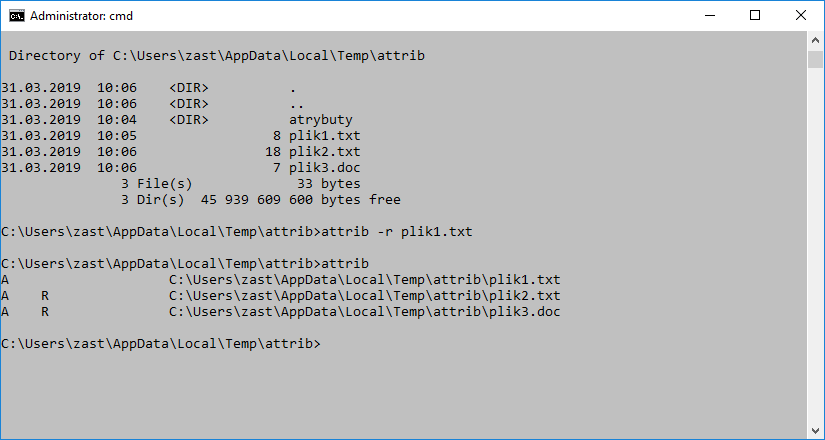 Administrator: cmd
Directory of C:\Users\zast\AppData\Local\Temp\attrib
31.03.2019  10:06    <DIR>          .
31.03.2019  10:06    <DIR>          ..
31.03.2019  10:04    <DIR>          atrybuty
31.03.2019  10:05                 8 plik1.txt
31.03.2019  10:06                18 plik2.txt
31.03.2019  10:06                 7 plik3.doc
               3 File(s)             33 bytes
               3 Dir(s)  45 939 609 600 bytes free
C:\Users\zast\AppData\Local\Temp\attrib>attrib -r plik1.txt
C:\Users\zast\AppData\Local\Temp\attrib>attrib
A                    C:\Users\zast\AppData\Local\Temp\attrib\plik1.txt
A    R               C:\Users\zast\AppData\Local\Temp\attrib\plik2.txt
A    R               C:\Users\zast\AppData\Local\Temp\attrib\plik3.doc
C:\Users\zast\AppData\Local\Temp\attrib>